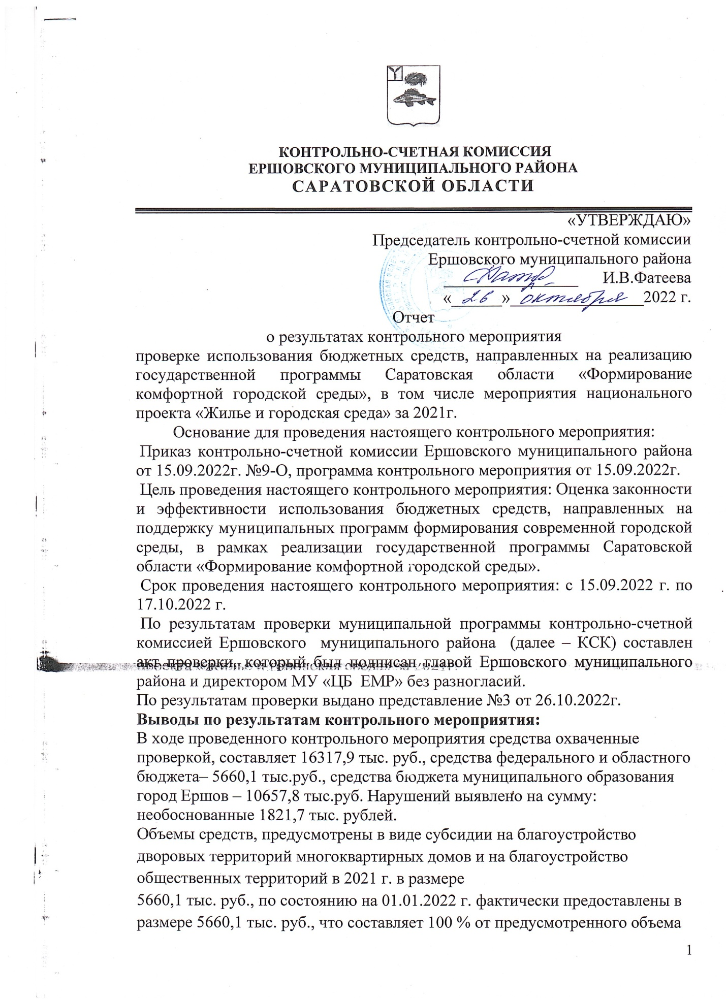 КОНТРОЛЬНО-СЧЕТНАЯ КОМИССИЯ
ЕРШОВСКОГО МУНИЦИПАЛЬНОГО РАЙОНА
САРАТОВСКОЙ ОБЛАСТИ
«УТВЕРЖДАЮ»
Председатель контрольно-счетной комиссии
Ершовского муниципального района
И.В.Фатеева
«26» октября 2022 г.
Отчет
о результатах контрольного мероприятия
проверке использования бюджетных средств, направленных на реализацию
государственной программы Саратовская области «Формирование
комфортной городской среды», в том числе мероприятия национального
проекта «Жилье и городская среда» за 2021г.
Основание для проведения настоящего контрольного мероприятия:
Приказ контрольно-счетной комиссии Ершовского муниципального района
от 15.09.2022г. №9-О, программа контрольного мероприятия от 15.09.2022г.
Цель проведения настоящего контрольного мероприятия: Оценка законности
и эффективности использования бюджетных средств, направленных на
поддержку муниципальных программ формирования современной городской
среды, в рамках реализации государственной программы Саратовской
области «Формирование комфортной городской среды».
Срок проведения настоящего контрольного мероприятия: с 15.09.2022 г. по
17.10.2022 г.
По результатам проверки муниципальной программы контрольно-счетной
комиссией Ершовского муниципального района (далее – КСК) составлен
акт проверки, который был подписан главой Ершовского муниципального
района и директором МУ «ЦБ ЕМР» без разногласий.
По результатам проверки выдано представление №3 от 26.10.2022г.
Выводы по результатам контрольного мероприятия:
В ходе проведенного контрольного мероприятия средства охваченные
проверкой, составляет 16317,9 тыс. руб., средства федерального и областного
бюджета– 5660,1 тыс.руб., средства бюджета муниципального образования
город Ершов – 10657,8 тыс.руб. Нарушений выявлено на сумму:
необоснованные 1821,7 тыс. рублей.
Объемы средств, предусмотрены в виде субсидии на благоустройство
дворовых территорий многоквартирных домов и на благоустройство
общественных территорий в 2021 г. в размере
5660,1 тыс. руб., по состоянию на 01.01.2022 г. фактически предоставлены в
размере 5660,1 тыс. руб., что составляет 100 % от предусмотренного объема
1